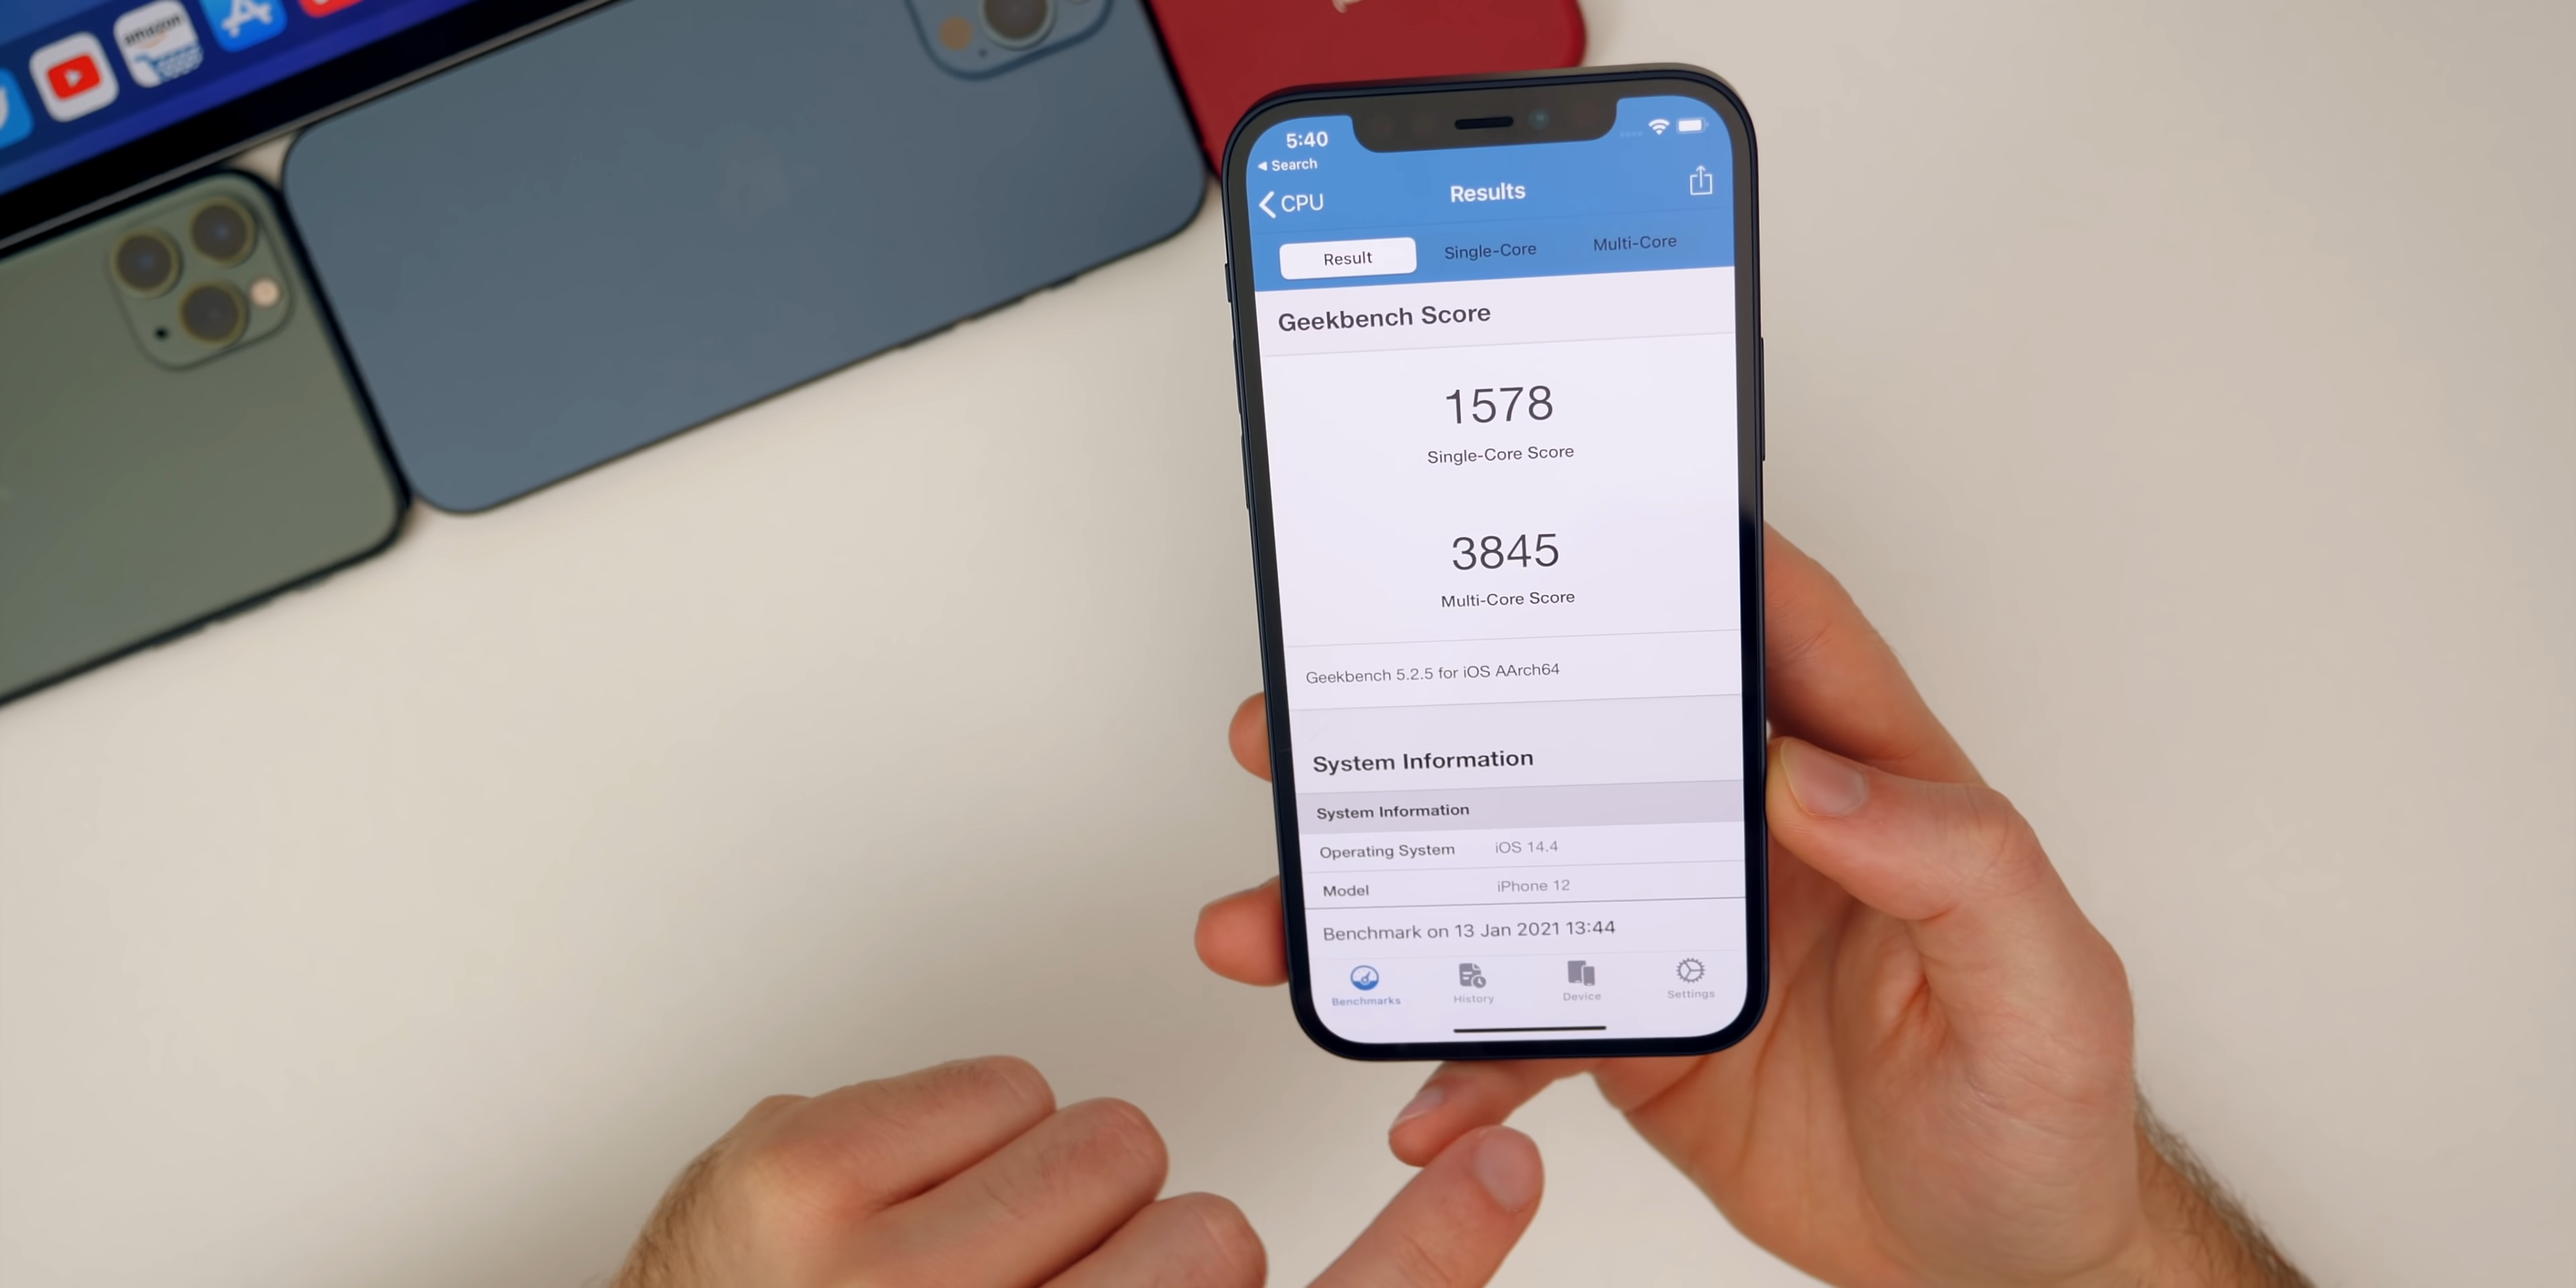 amazon
5:40
Search
CPU
Results
Result
Single-Core
Multi-Core
Geekbench Score
1578
Single-Core Score
3845
Multi-Core Score
Geekbench 5.2.5 for iOS AArch64
System Information
System Information
Operating System iOS 14.4
Model iPhone 12
Benchmark on 13 Jan 2021 13:44
Benchmarks
History
Device
Settings